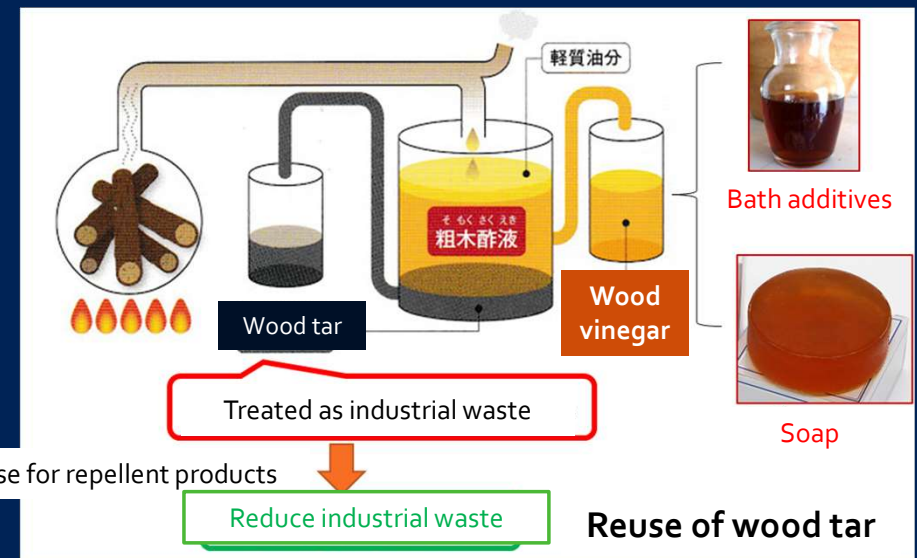 軽質油分
Bath additives
そもくさくえき
粗木酢液
Wood
vinegar
Wood tar
Treated as industrial waste
Soap
se for repellent products
Reduce industrial waste
Reuse of wood tar